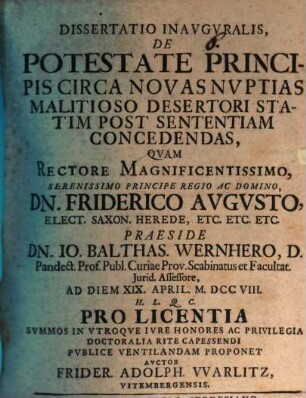 DISSERTATIO INAVGVRALIS,
DE
POTESTATE PRINCI-
PIS CIRCA NOVAS NVPTIAS
MALITIOSO DESERTORI STA-
TIM POST SENTENTIAM
CONCEDENDAS,
QVAM
RECTORE MAGNIFICENTISSIMO,
SERENISSIMO PRINCIPE REGIO AC DOMINO,
DN. FRIDERICO AVGVSTO,
ELECT. SAXON. HEREDE, ETC. ETC. ETC
PRAESIDE
DN. IO. BALTHAS. WERNHERO, D.
Pandect. Prof. Publ. Curiae Prov. Scabinatus et Facultat.
Jurid. Assessore,
AD DIEM XIX. APRIL. M. DCC VIII.
H. L. Q. C.
PRO LICENTIA
SVMMOS IN VTROQVE IVRE HONORES AC PRIVILEGIA
DOCTORALIA RITE CAPESSENDI
PVBLICE VENTILANDAM PROPONET
AVCTOR
FRIDER. ADOLPH. VVARLITZ,
VITEMBERGENSIS.